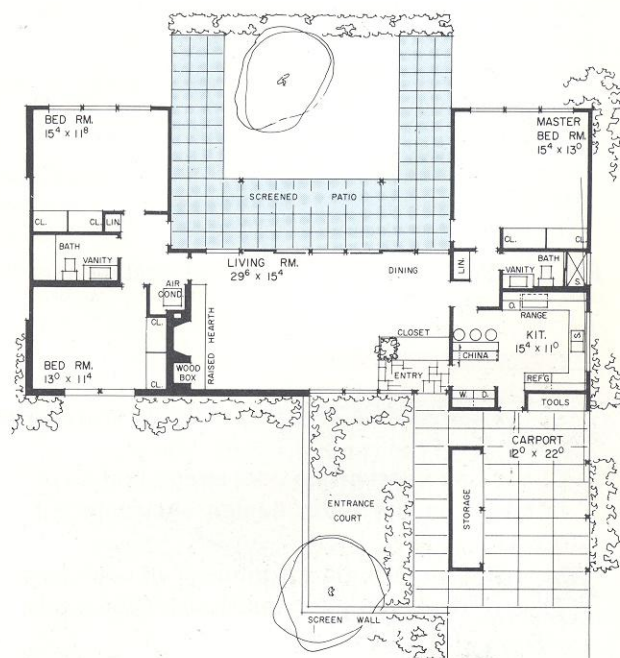 BED RM.
15⁴ x 11⁸
MASTER
BED RM.
15⁴ x 13⁰
SCREENED PATIO
CL.
CL.
LIN.
BATH
VANITY
LIVING RM.
29⁶ x 15⁴
DINING
LIN.
CL.
CL.
VANITY
BATH
S.
AIR
COND.
RAISED HEARTH
CL.
BED RM.
13⁰ x 11⁴
WOOD
BOX
CL.
CLOSET
ENTRY
O.
RANGE
KIT.
15⁴ x 11⁰
S
CHINA
REF'G
W. D.
TOOLS
CARPORT
12⁰ x 22⁰
STORAGE
ENTRANCE
COURT
SCREEN WALL